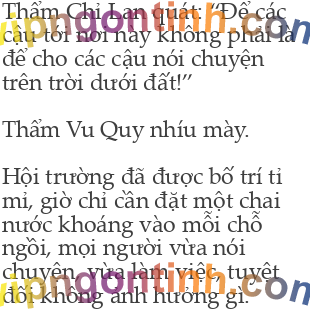 Thẩm Chi Lan quát: “Để các
cậu tới nơi này không phải là
để cho các cậu nói chuyện
trên trời dưới đất!”
Thẩm Vu Quy nhíu mày.
Hội trường đã được bố trí tỉ
mỉ, giờ chỉ cần đặt một chai
nước khoáng vào mỗi chỗ
ngồi, mọi người vừa nói
chuyện, vừa làm việc, tuyệt
đối không ảnh hưởng gì.
vipngontinh.com
vipngontinh.com